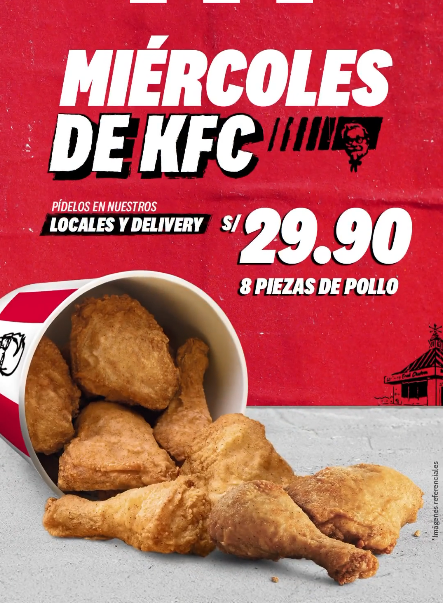 MIÉRCOLES
DE KFC
PÍDELOS EN NUESTROS
LOCALES Y DELIVERY
S/29.90
8 PIEZAS DE POLLO
*Imágenes referenciales